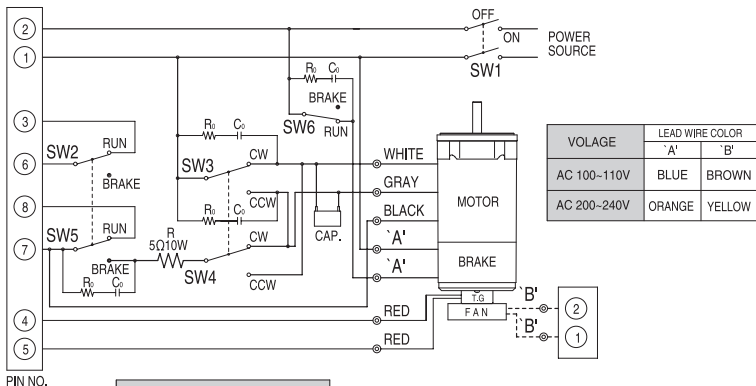 OFF
2
ON
POWER
SOURCE
1
SW1
R₀ C₀
BRAKE
SW6
RUN
3
R₀ C₀
SW2
RUN
6
BRAKE
SW3
CW
CCW
WHITE
GRAY
BLACK
MOTOR
VOLAGE
LEAD WIRE COLOR
`A'
`B'
AC 100~110V
BLUE
BROWN
AC 200~240V
ORANGE
YELLOW
8
R₀ C₀
CAP.
SW5
RUN
R
5Ω10W
CW
7
BRAKE
SW4
CCW
`A'
`A'
BRAKE
R₀ C₀
T.G
FAN
`B'
2
`B'
1
4
RED
5
RED
PIN NO.